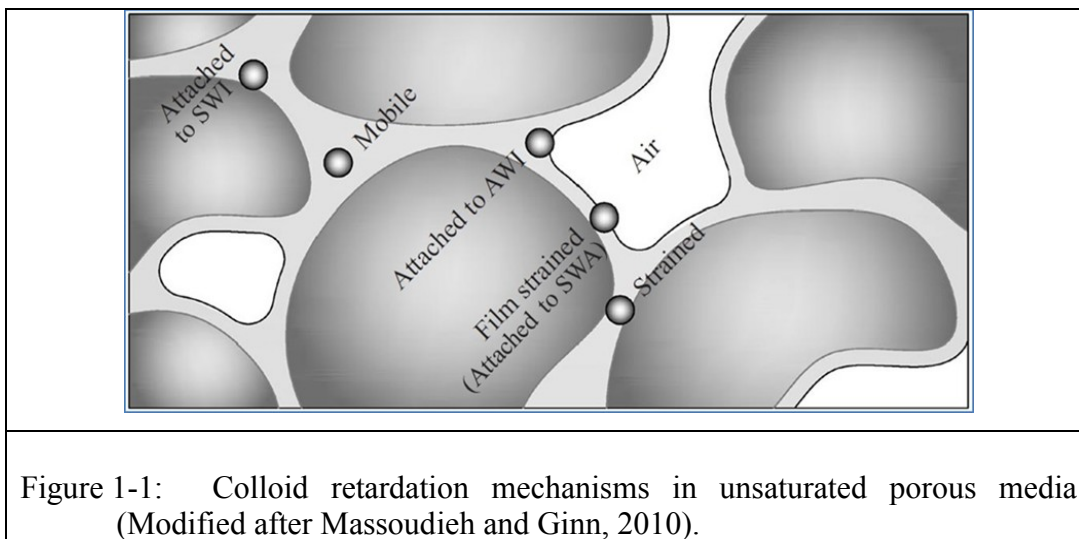 Attached
to SWI
Mobile
Attached to AWI
Air
Film strained
(Attached to SWA)
Strained
Figure 1-1: Colloid retardation mechanisms in unsaturated porous media
(Modified after Massoudieh and Ginn, 2010).